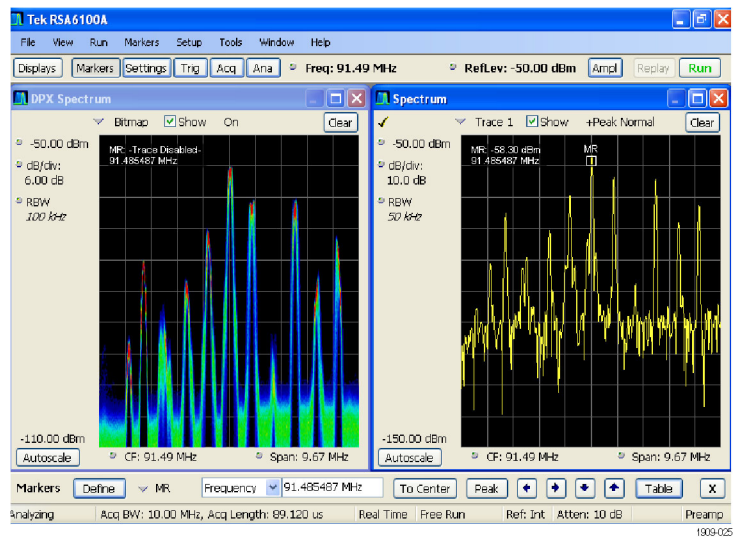 Tek RSA6100A
File View Run Markers Setup Tools Window Help
Displays Markers Settings Trig Acq Ana Freq: 91.49 MHz RefLev: -50.00 dBm Ampl Replay Run
DPX Spectrum
Bitmap Show On Clear
-50.00 dBm
dB/div:
6.00 dB
RBW
100 kHz
MR: -Trace Disabled-
91.485487 MHz
-110.00 dBm
Autoscale CF: 91.49 MHz Span: 9.67 MHz
Spectrum
Trace 1 Show +Peak Normal Clear
-50.00 dBm
dB/div:
10.0 dB
RBW
50 kHz
MR: -58.30 dBm
91.485487 MHz
MR
-150.00 dBm
Autoscale CF: 91.49 MHz Span: 9.67 MHz
Markers Define MR Frequency 91.485487 MHz To Center Peak Table X
Analyzing Acq BW: 10.00 MHz, Acq Length: 89.120 us Real Time Free Run Ref: Int Atten: 10 dB Preamp
1909-025